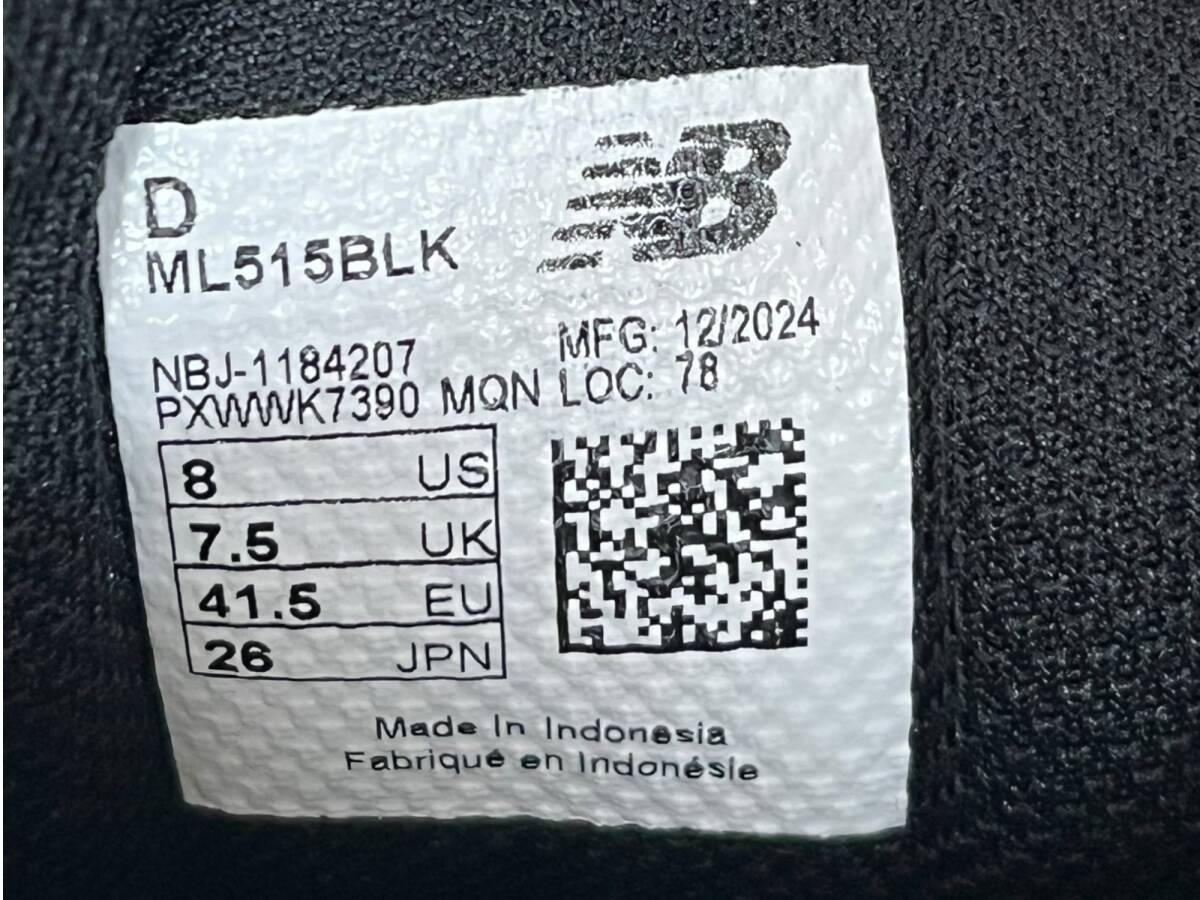 D
NB
ML515BLK
MFG: 12/2024
NBJ-1184207
PXWWK7390 MQN LOC: 78
8 US
7.5 UK
41.5 EU
26 JPN
Made In Indonesia
Fabriqué en Indonésie